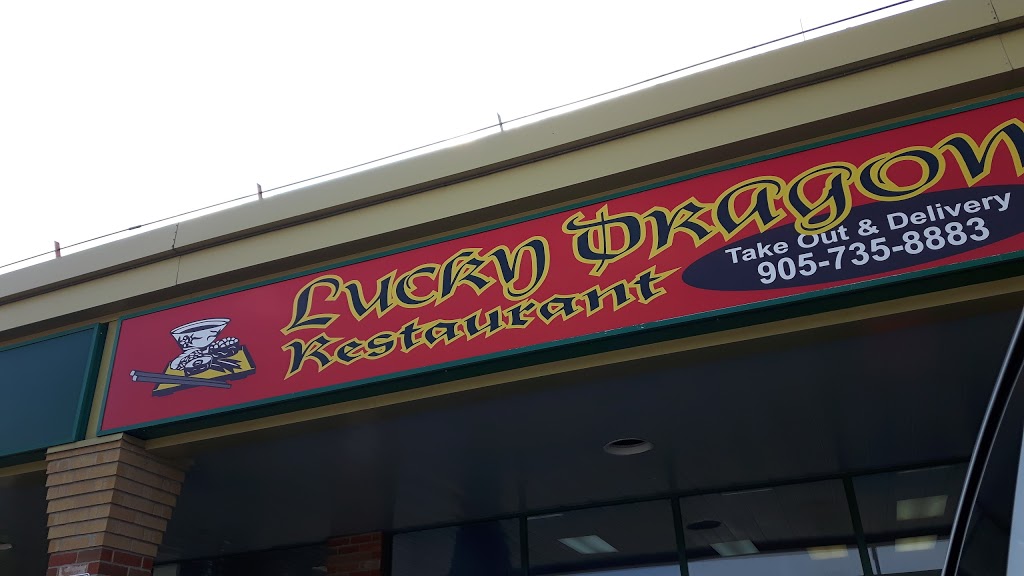 Lucky Dragon
Restaurant
Take Out & Delivery
905-735-8883